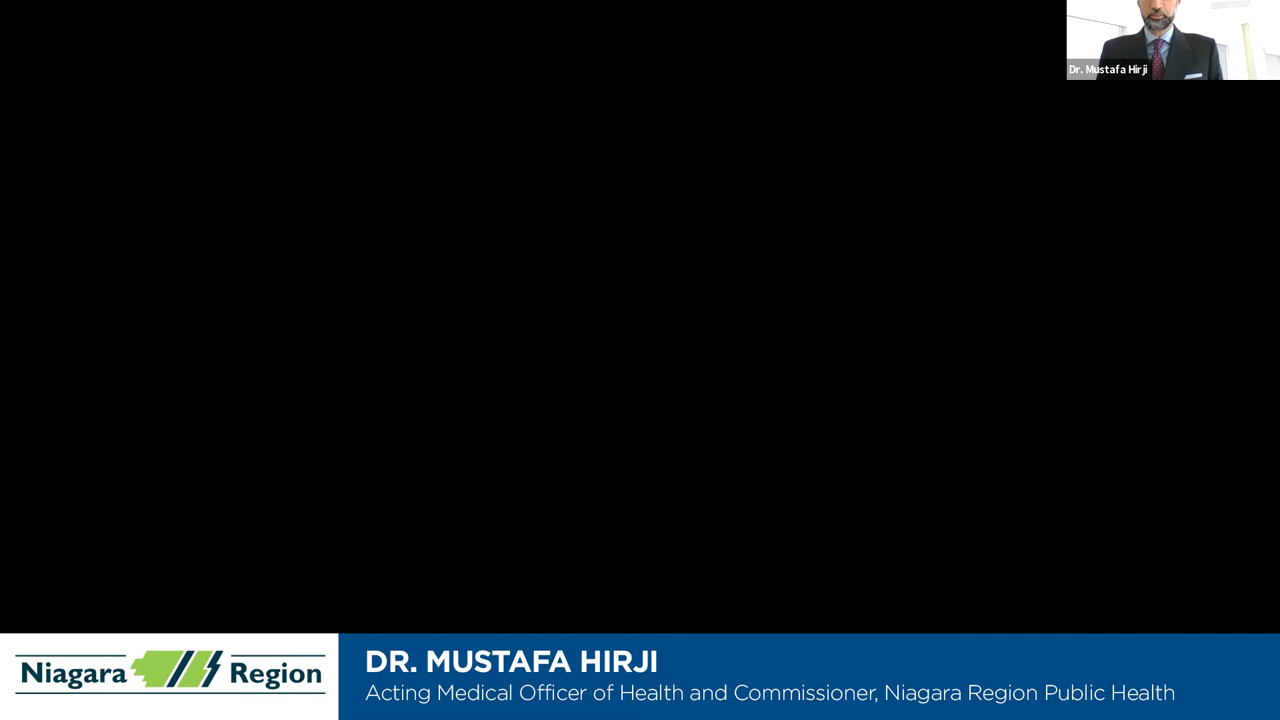 Dr. Mustafa Hirji
Niagara Region
DR. MUSTAFA HIRJI
Acting Medical Officer of Health and Commissioner, Niagara Region Public Health